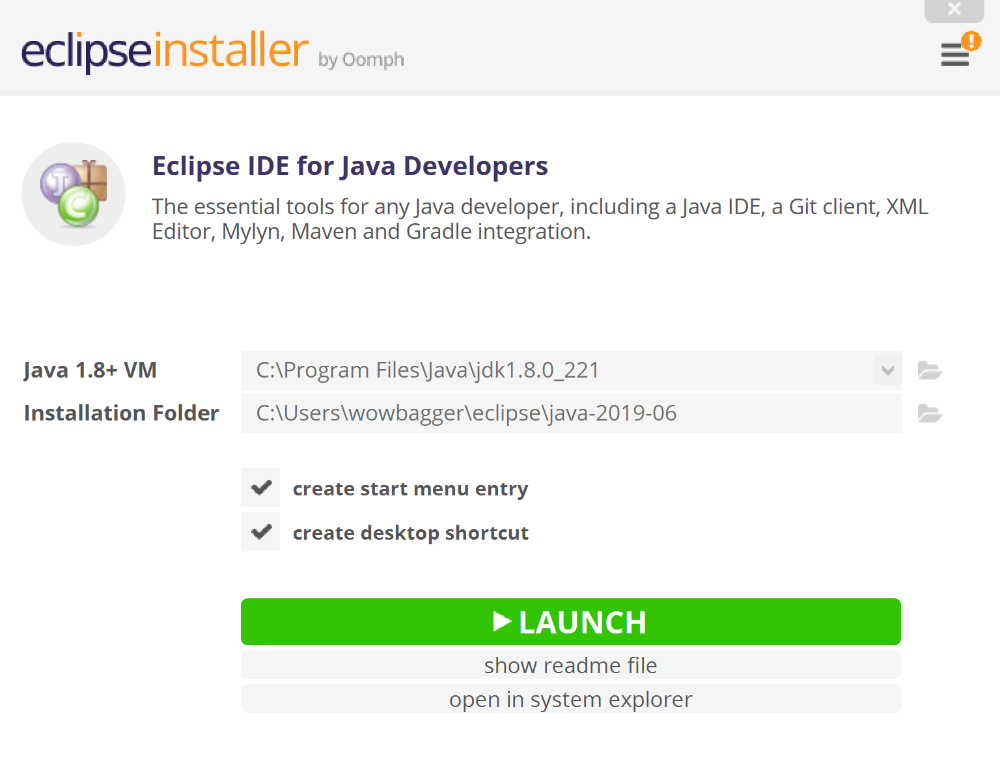 eclipseinstaller by Oomph
Eclipse IDE for Java Developers
The essential tools for any Java developer, including a Java IDE, a Git client, XML
Editor, Mylyn, Maven and Gradle integration.
Java 1.8+ VM
C:\Program Files\Java\jdk1.8.0_221
Installation Folder
C:\Users\wowbagger\eclipse\java-2019-06
create start menu entry
create desktop shortcut
LAUNCH
show readme file
open in system explorer